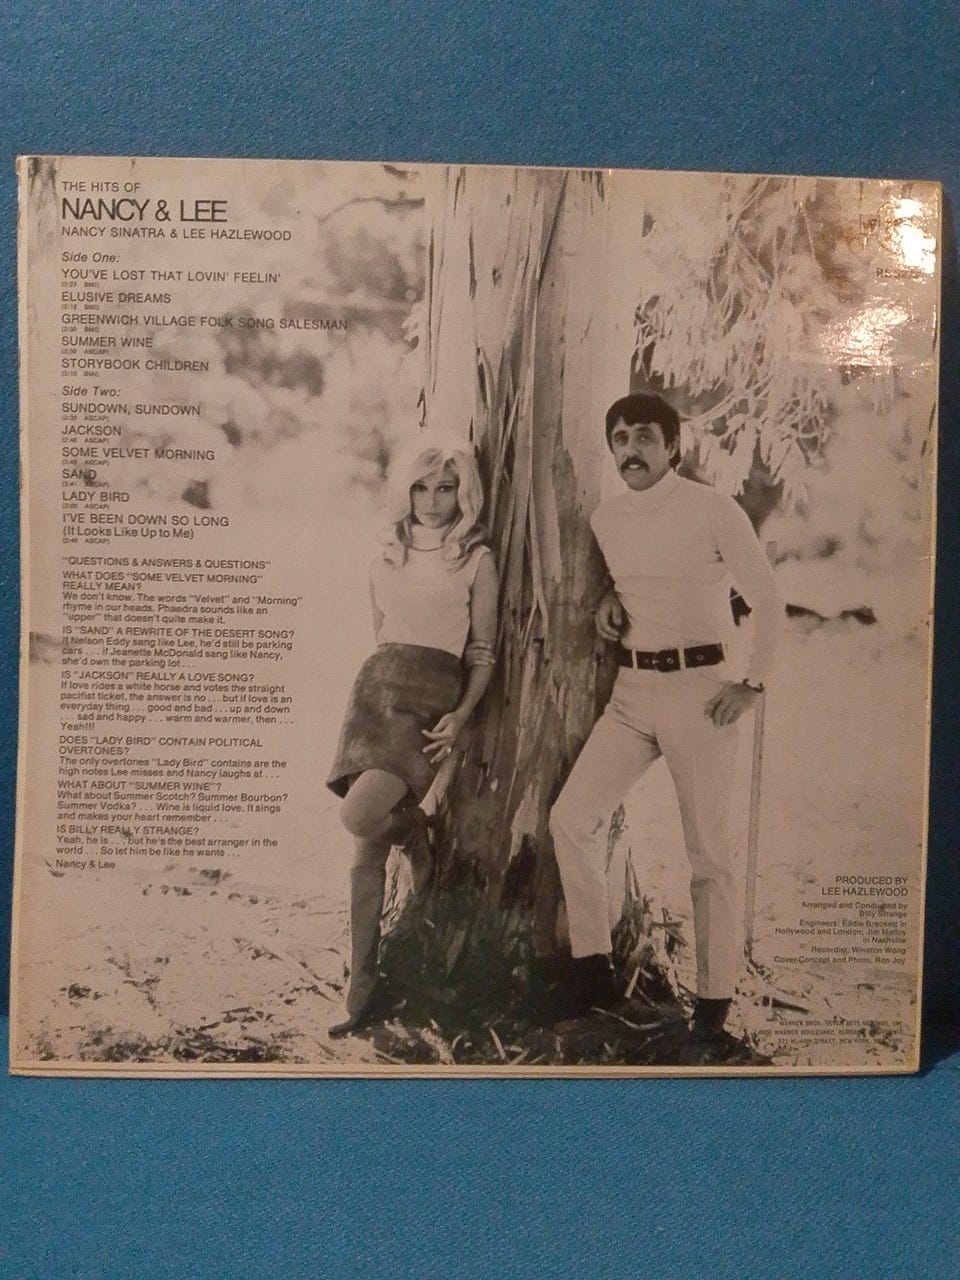 THE HITS OF
NANCY & LEE
NANCY SINATRA & LEE HAZLEWOOD
Side One:
YOU'VE LOST THAT LOVIN' FEELIN'
ELUSIVE DREAMS
GREENWICH VILLAGE FOLK SONG SALESMAN
SUMMER WINE
STORYBOOK CHILDREN
Side Two:
SUNDOWN, SUNDOWN
JACKSON
SOME VELVET MORNING
SAND
LADY BIRD
I'VE BEEN DOWN SO LONG
(It Looks Like Up to Me)
"QUESTIONS & ANSWERS & QUESTIONS"
WHAT DOES "SOME VELVET MORNING"
REALLY MEAN?
We don't know. The words "Velvet" and "Morning"
rhyme in our heads. Phaedra sounds like an
"upper" that doesn't quite make it.
IS "SAND" A REWRITE OF THE DESERT SONG?
If Nelson Eddy sang like Lee, he'd still be parking
cars . . . if Jeanette McDonald sang like Nancy,
she'd own the parking lot . . .
IS "JACKSON" REALLY A LOVE SONG?
If love rides a white horse and votes the straight
pacifist ticket, the answer is no . . . but if love is an
everyday thing . . . good and bad . . . up and down
. . . sad and happy . . . warm and warmer, then . . .
Yeah!!!
DOES "LADY BIRD" CONTAIN POLITICAL
OVERTONES?
The only overtones "Lady Bird" contains are the
high notes Lee misses and Nancy laughs at . . .
WHAT ABOUT "SUMMER WINE"?
What about Summer Scotch? Summer Bourbon?
Summer Vodka? . . . Wine is liquid love. It sings
and makes your heart remember . . .
IS BILLY REALLY STRANGE?
Yeah, he is . . . but he's the best arranger in the
world . . . So let him be like he wants . . .
Nancy & Lee
PRODUCED BY
LEE HAZLEWOOD
Arranged and Conducted by
Billy Strange
Engineers: Eddie Brackett in
Hollywood and London; Jim Malloy
in Nashville
Recordist: Winston Wong
Cover Concept and Photo: Ron Joy